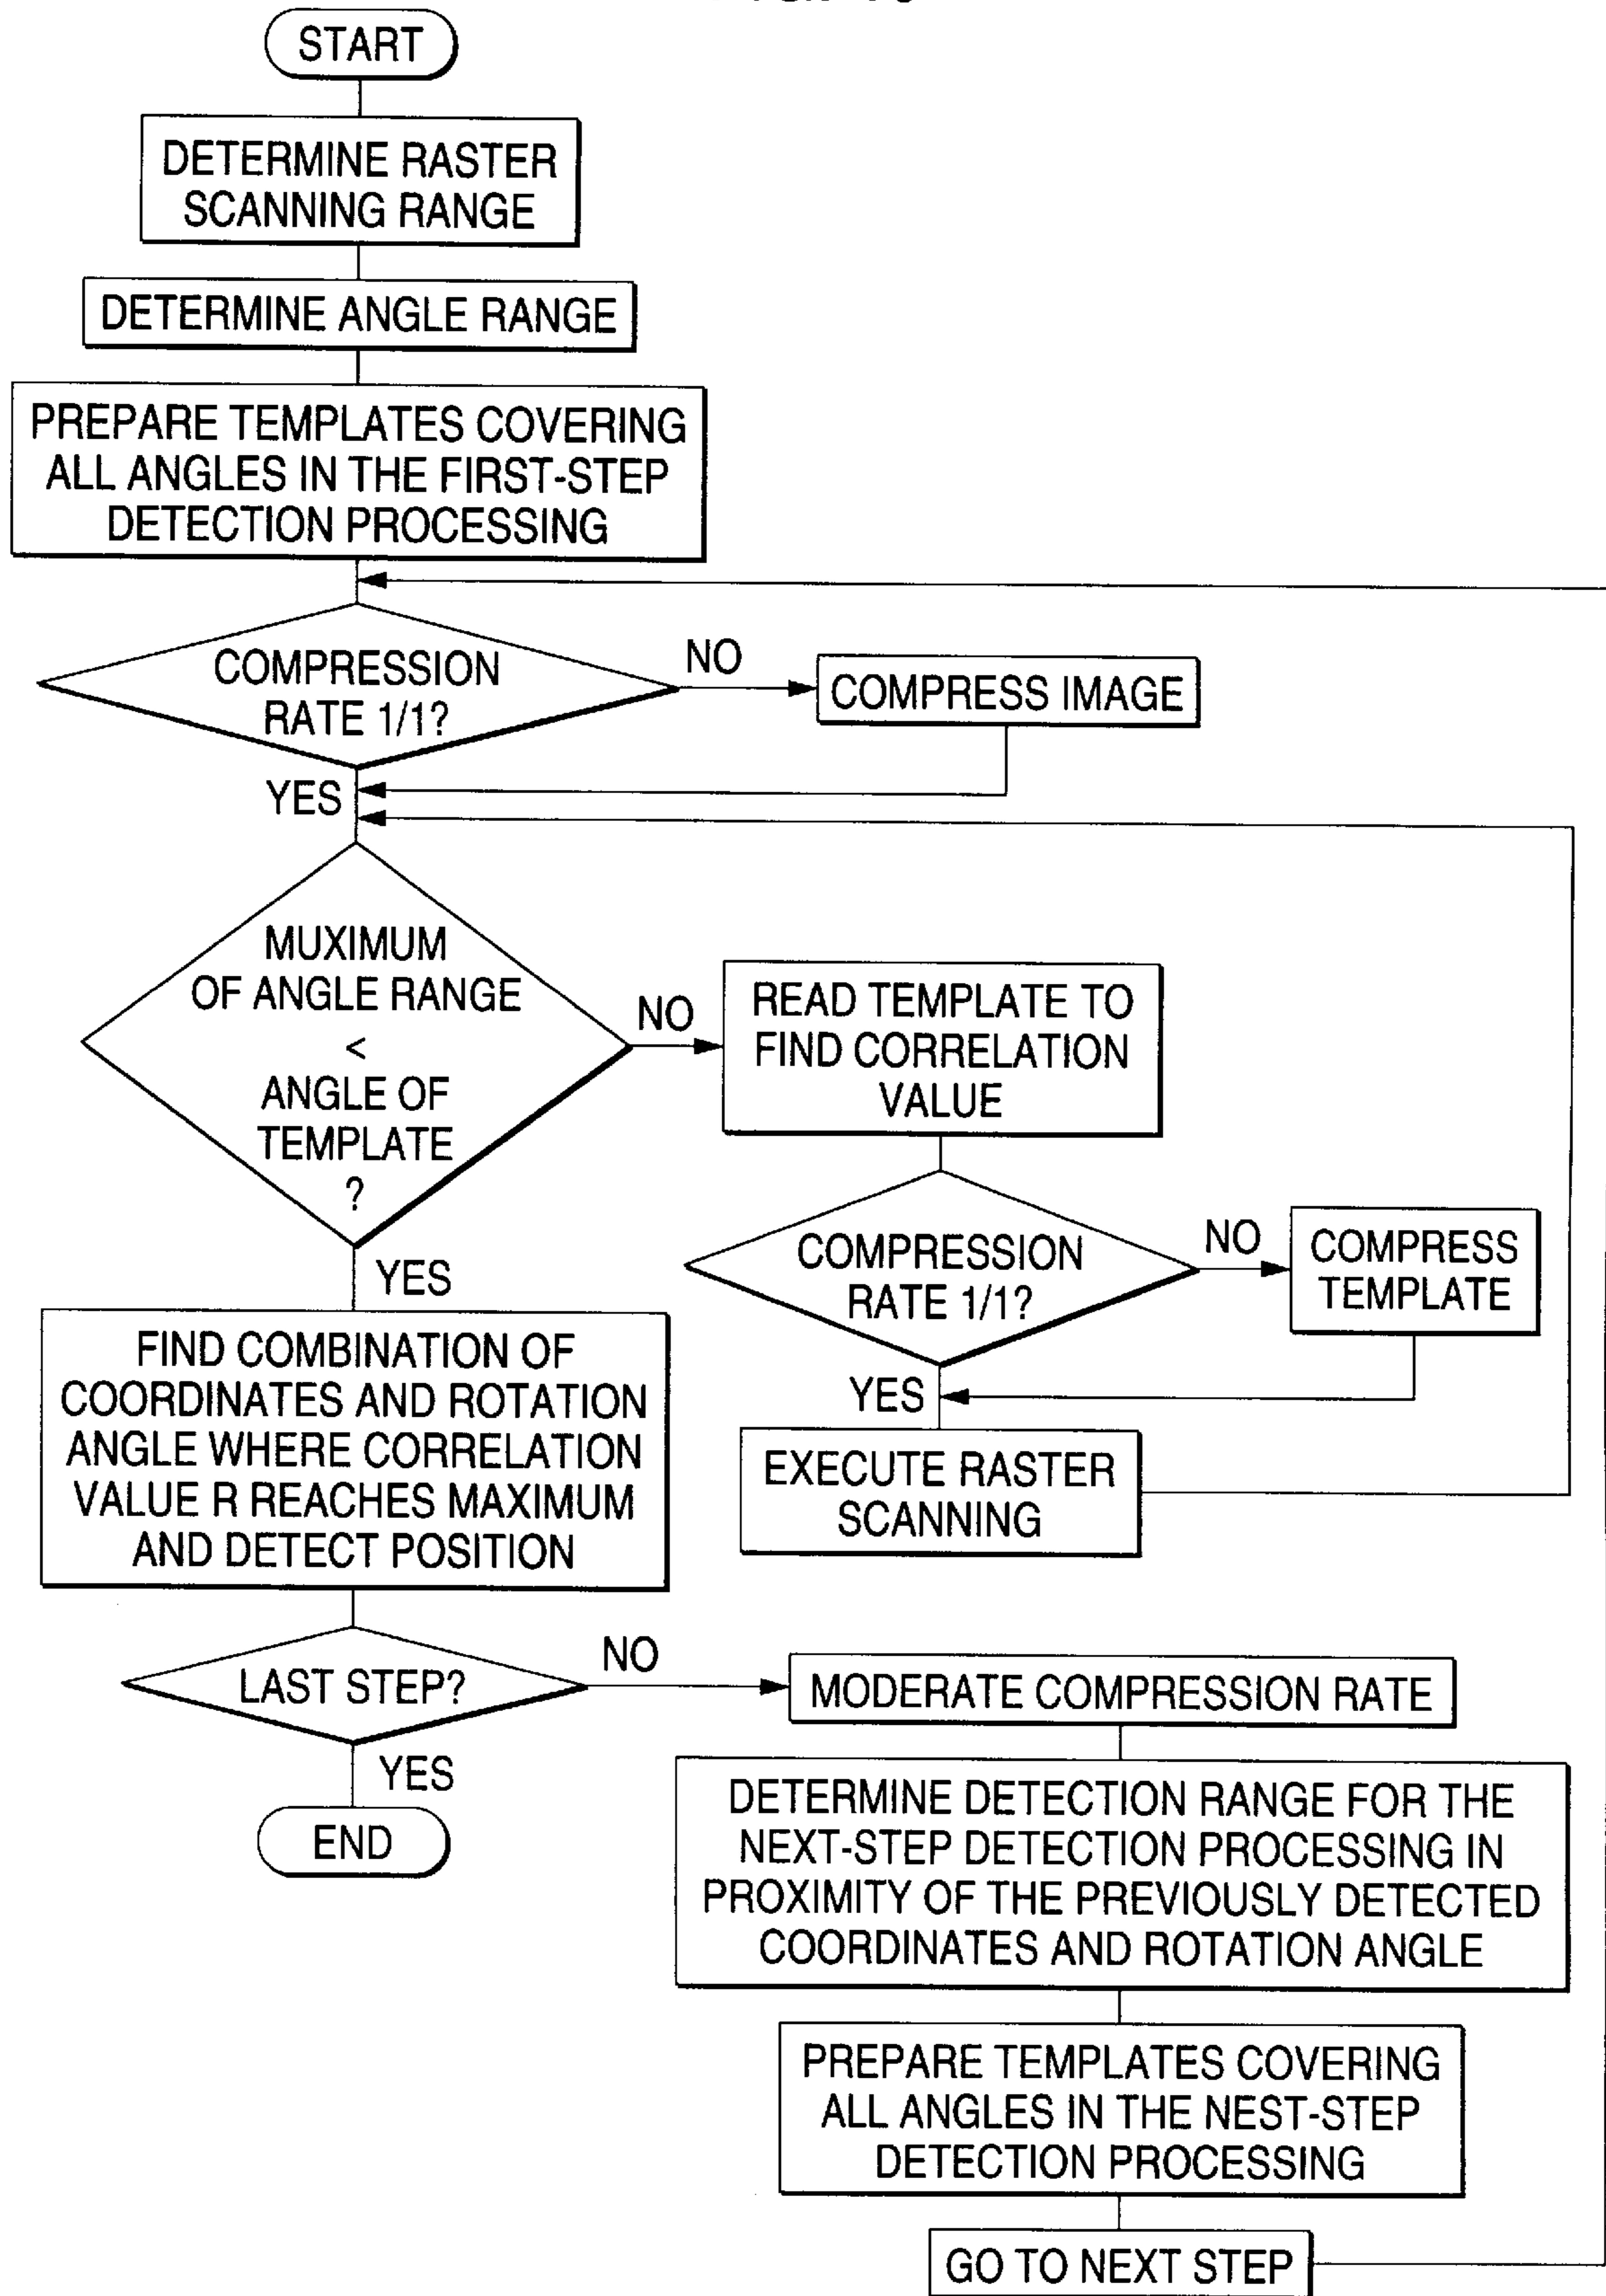 START
DETERMINE RASTER
SCANNING RANGE
DETERMINE ANGLE RANGE
PREPARE TEMPLATES COVERING
ALL ANGLES IN THE FIRST-STEP
DETECTION PROCESSING
COMPRESSION
RATE 1/1?
NO
COMPRESS IMAGE
YES
MUXIMUM
OF ANGLE RANGE
<
ANGLE OF
TEMPLATE
?
NO
READ TEMPLATE TO
FIND CORRELATION
VALUE
COMPRESSION
RATE 1/1?
NO
COMPRESS
TEMPLATE
YES
EXECUTE RASTER
SCANNING
YES
FIND COMBINATION OF
COORDINATES AND ROTATION
ANGLE WHERE CORRELATION
VALUE R REACHES MAXIMUM
AND DETECT POSITION
LAST STEP?
NO
MODERATE COMPRESSION RATE
YES
END
DETERMINE DETECTION RANGE FOR THE
NEXT-STEP DETECTION PROCESSING IN
PROXIMITY OF THE PREVIOUSLY DETECTED
COORDINATES AND ROTATION ANGLE
PREPARE TEMPLATES COVERING
ALL ANGLES IN THE NEST-STEP
DETECTION PROCESSING
GO TO NEXT STEP